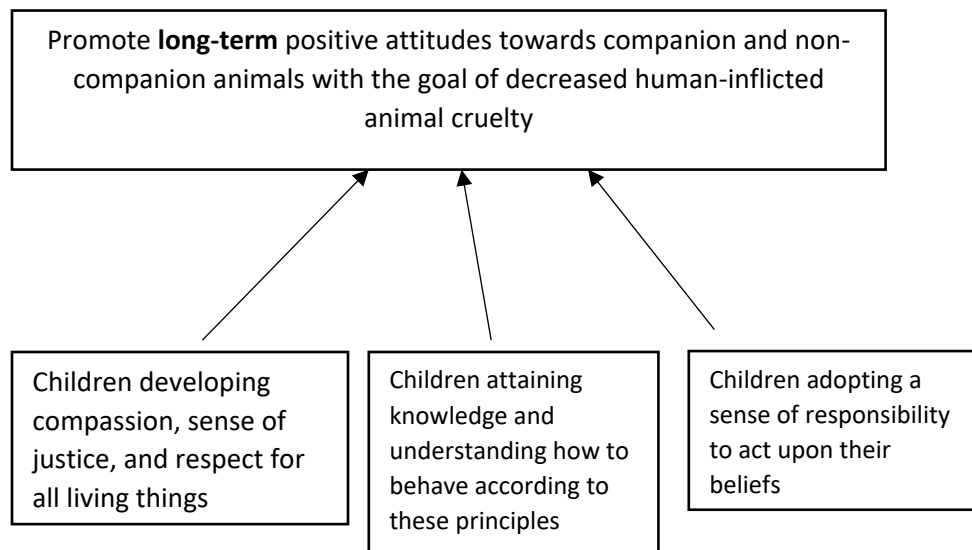 Promote long-term positive attitudes towards companion and non-
companion animals with the goal of decreased human-inflicted
animal cruelty
Children developing
compassion, sense of
justice, and respect for
all living things
Children attaining
knowledge and
understanding how to
behave according to
these principles
Children adopting a
sense of responsibility
to act upon their
beliefs